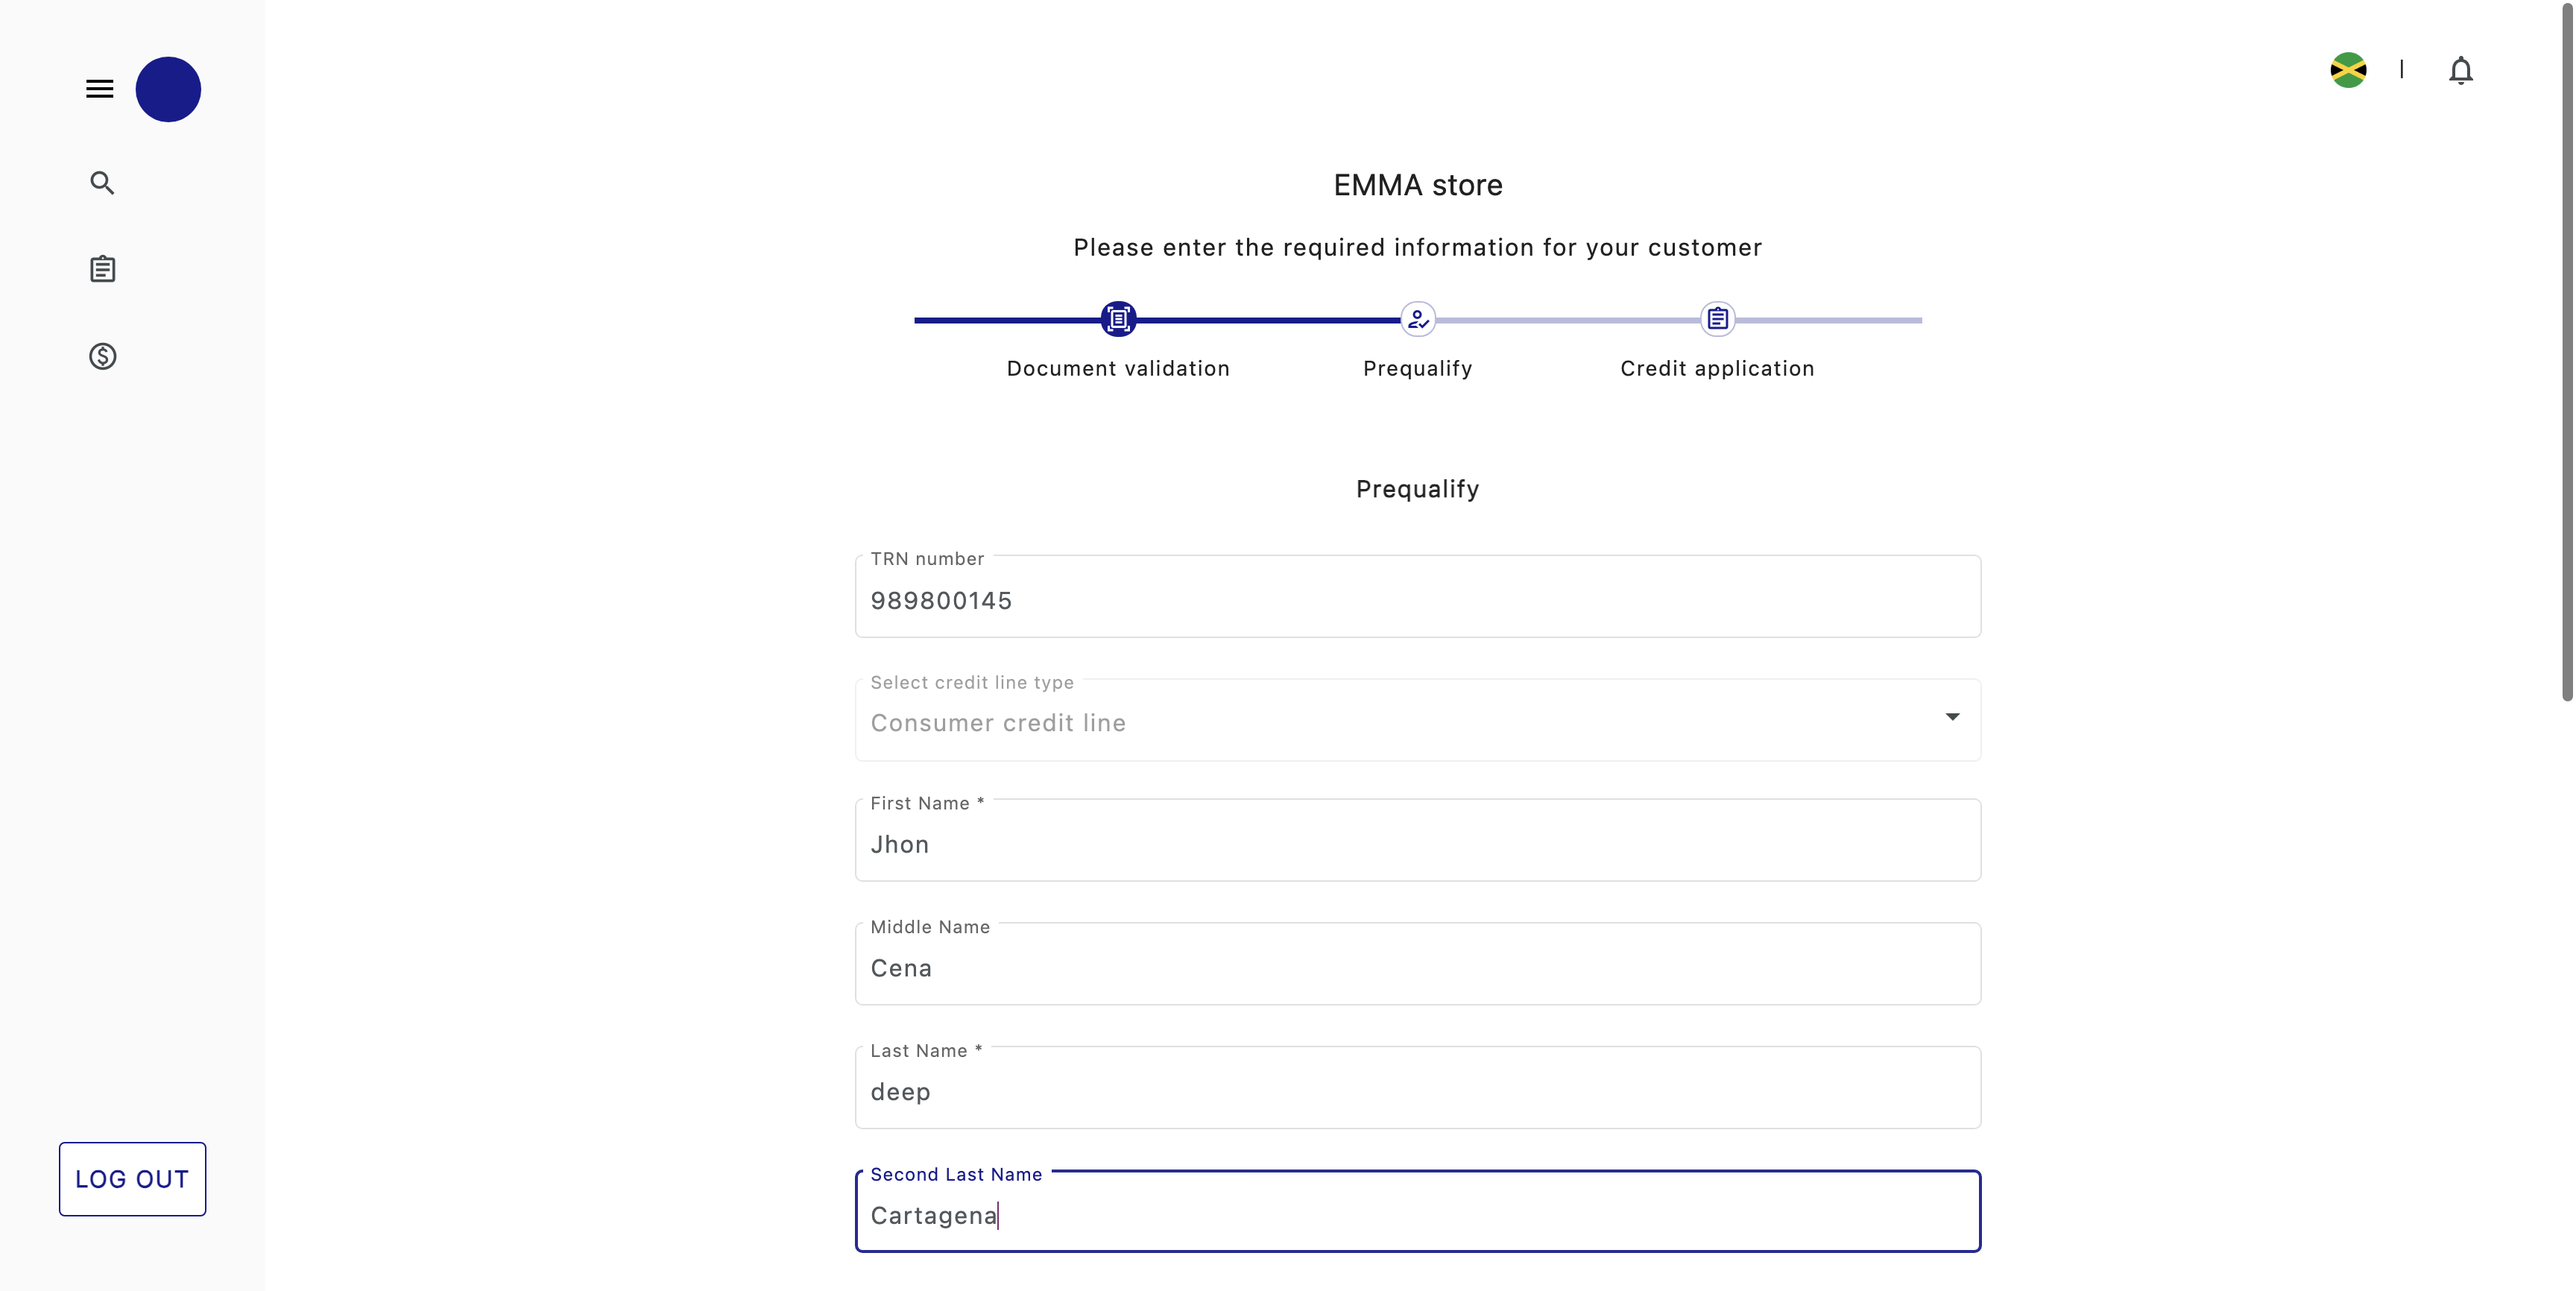 EMMA store
Please enter the required information for your customer
Document validation
Prequalify
Credit application
Prequalify
TRN number
989800145
Select credit line type
Consumer credit line
First Name *
Jhon
Middle Name
Cena
Last Name *
deep
Second Last Name
Cartagena
LOG OUT